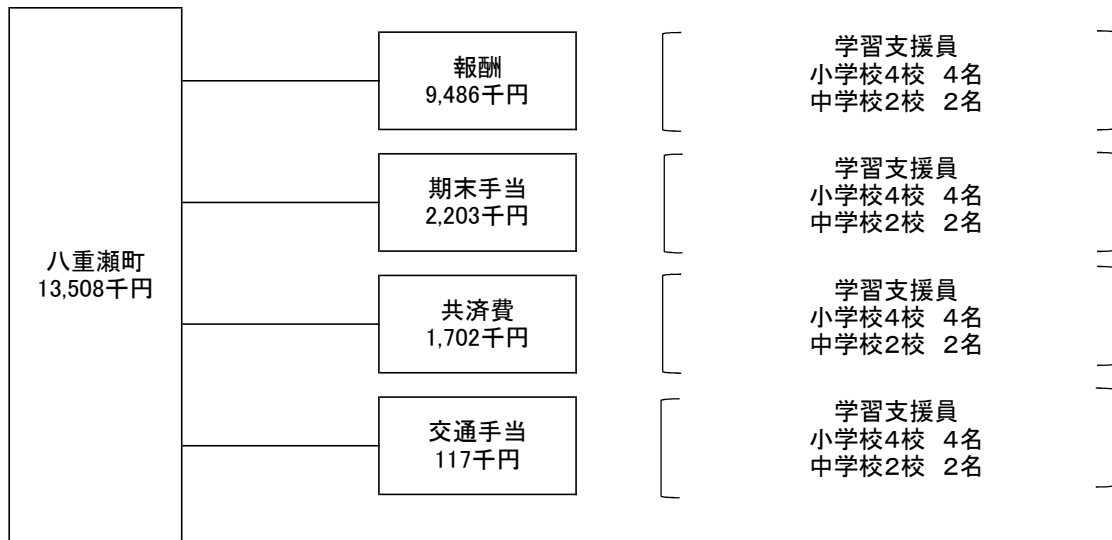 八重瀬町
13,508千円
報酬
9,486千円
学習支援員
小学校4校 4名
中学校2校 2名
期末手当
2,203千円
学習支援員
小学校4校 4名
中学校2校 2名
共済費
1,702千円
学習支援員
小学校4校 4名
中学校2校 2名
交通手当
117千円
学習支援員
小学校4校 4名
中学校2校 2名